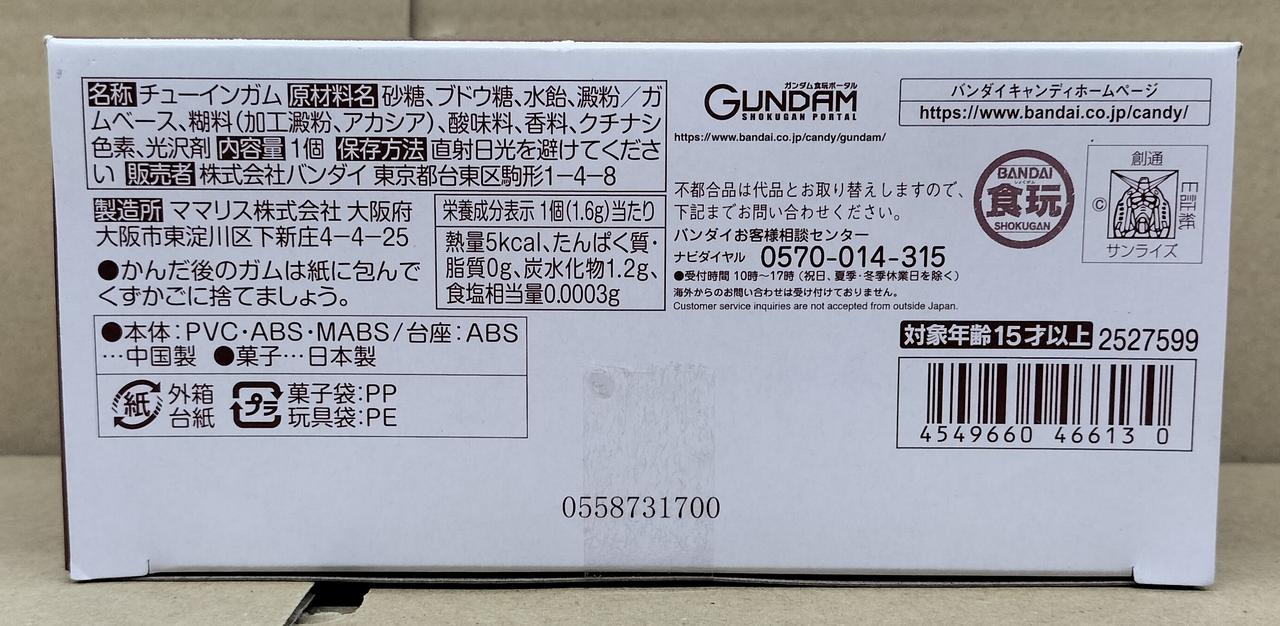 名称 チューインガム 原材料名 砂糖、ブドウ糖、水飴、澱粉／ガ
ムベース、糊料(加工澱粉、アカシア)、酸味料、香料、クチナシ
色素、光沢剤 内容量 1個 保存方法 直射日光を避けてくださ
い 販売者 株式会社バンダイ 東京都台東区駒形1-4-8
製造所 ママリス株式会社 大阪府
大阪市東淀川区下新庄4-4-25
●かんだ後のガムは紙に包んで
くずかごに捨てましょう。
栄養成分表示 1個(1.6g)当たり
熱量5kcal、たんぱく質・
脂質0g、炭水化物1.2g、
食塩相当量0.0003g
●本体:PVC・ABS・MABS/台座:ABS
…中国製 ●菓子…日本製
紙 外箱
台紙
プラ 菓子袋:PP
玩具袋:PE
ガンダム食玩ポータル
GUNDAM
SHOKUGAN PORTAL
https://www.bandai.co.jp/candy/gundam/
バンダイキャンディホームページ
https://www.bandai.co.jp/candy/
不都合品は代品とお取り替えしますので、
下記までお問い合わせください。
バンダイお客様相談センター
ナビダイヤル 0570-014-315
●受付時間 10時〜17時(祝日、夏季・冬季休業日を除く)
海外からのお問い合わせは受け付けておりません。
Customer service inquiries are not accepted from outside Japan.
BANDAI
しょくがん
食玩
SHOKUGAN
創通
©
サンライズ
証紙
対象年齢15才以上 2527599
4549660 46613 0
0558731700